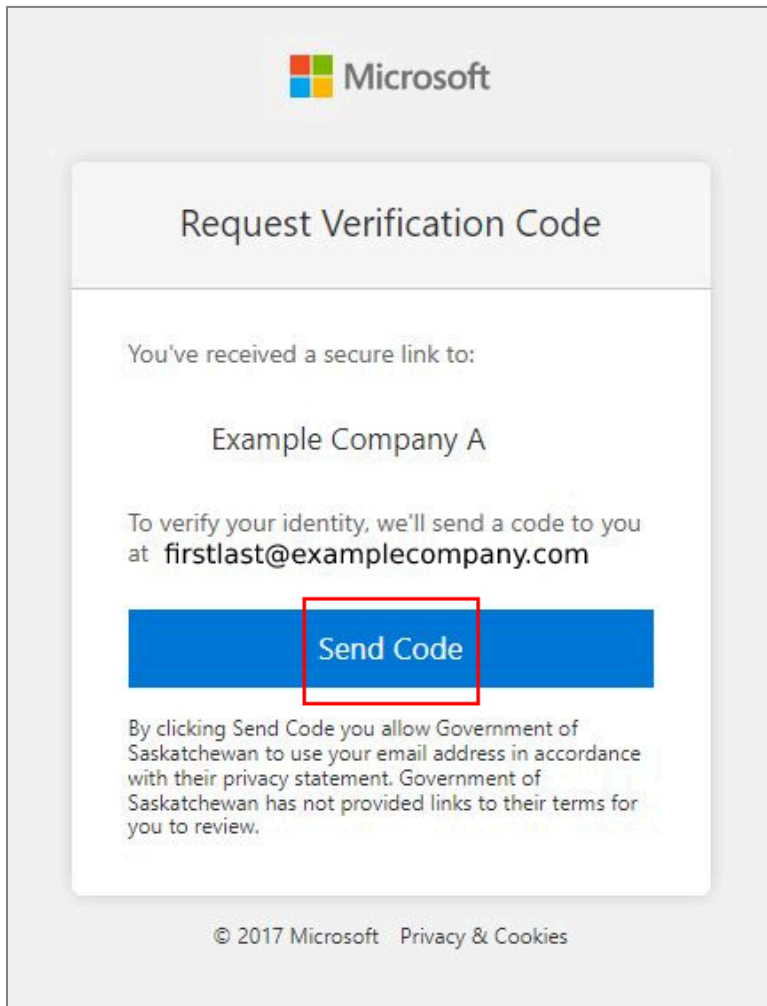 Microsoft
Request Verification Code
You've received a secure link to:
Example Company A
To verify your identity, we'll send a code to you
at firstlast@examplecompany.com
Send Code
By clicking Send Code you allow Government of
Saskatchewan to use your email address in accordance
with their privacy statement. Government of
Saskatchewan has not provided links to their terms for
you to review.
© 2017 Microsoft Privacy & Cookies